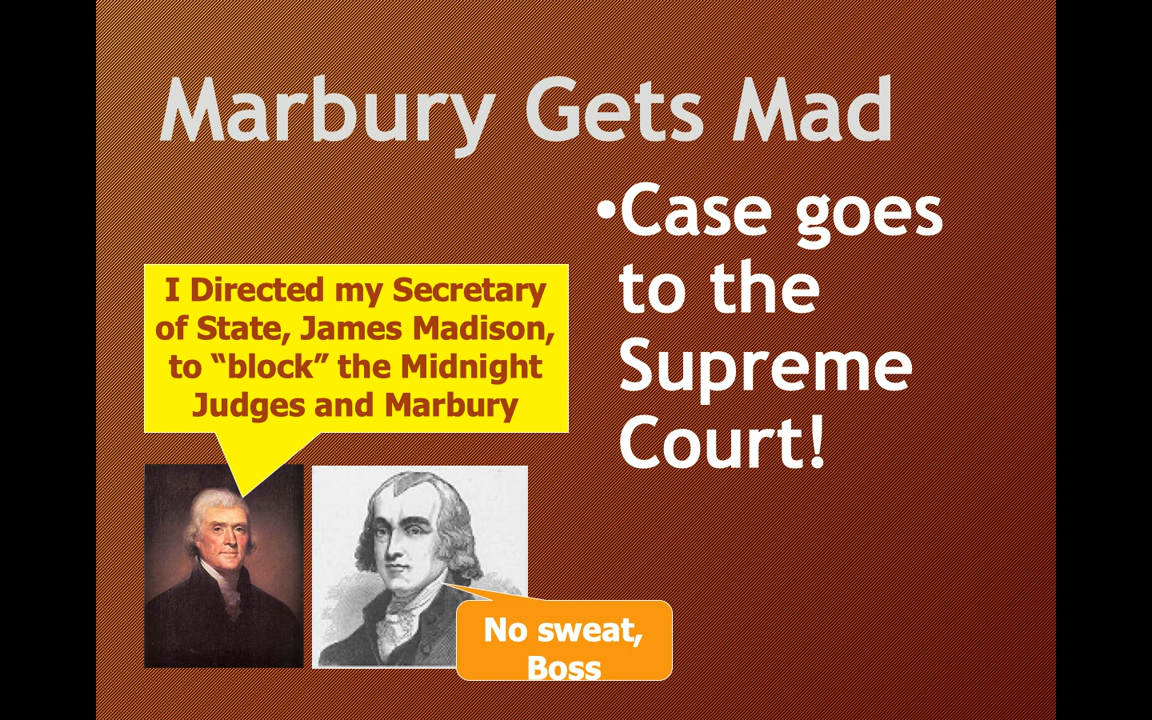 Marbury Gets Mad
•Case goes
to the
Supreme
Court!
I Directed my Secretary
of State, James Madison,
to “block” the Midnight
Judges and Marbury
No sweat,
Boss